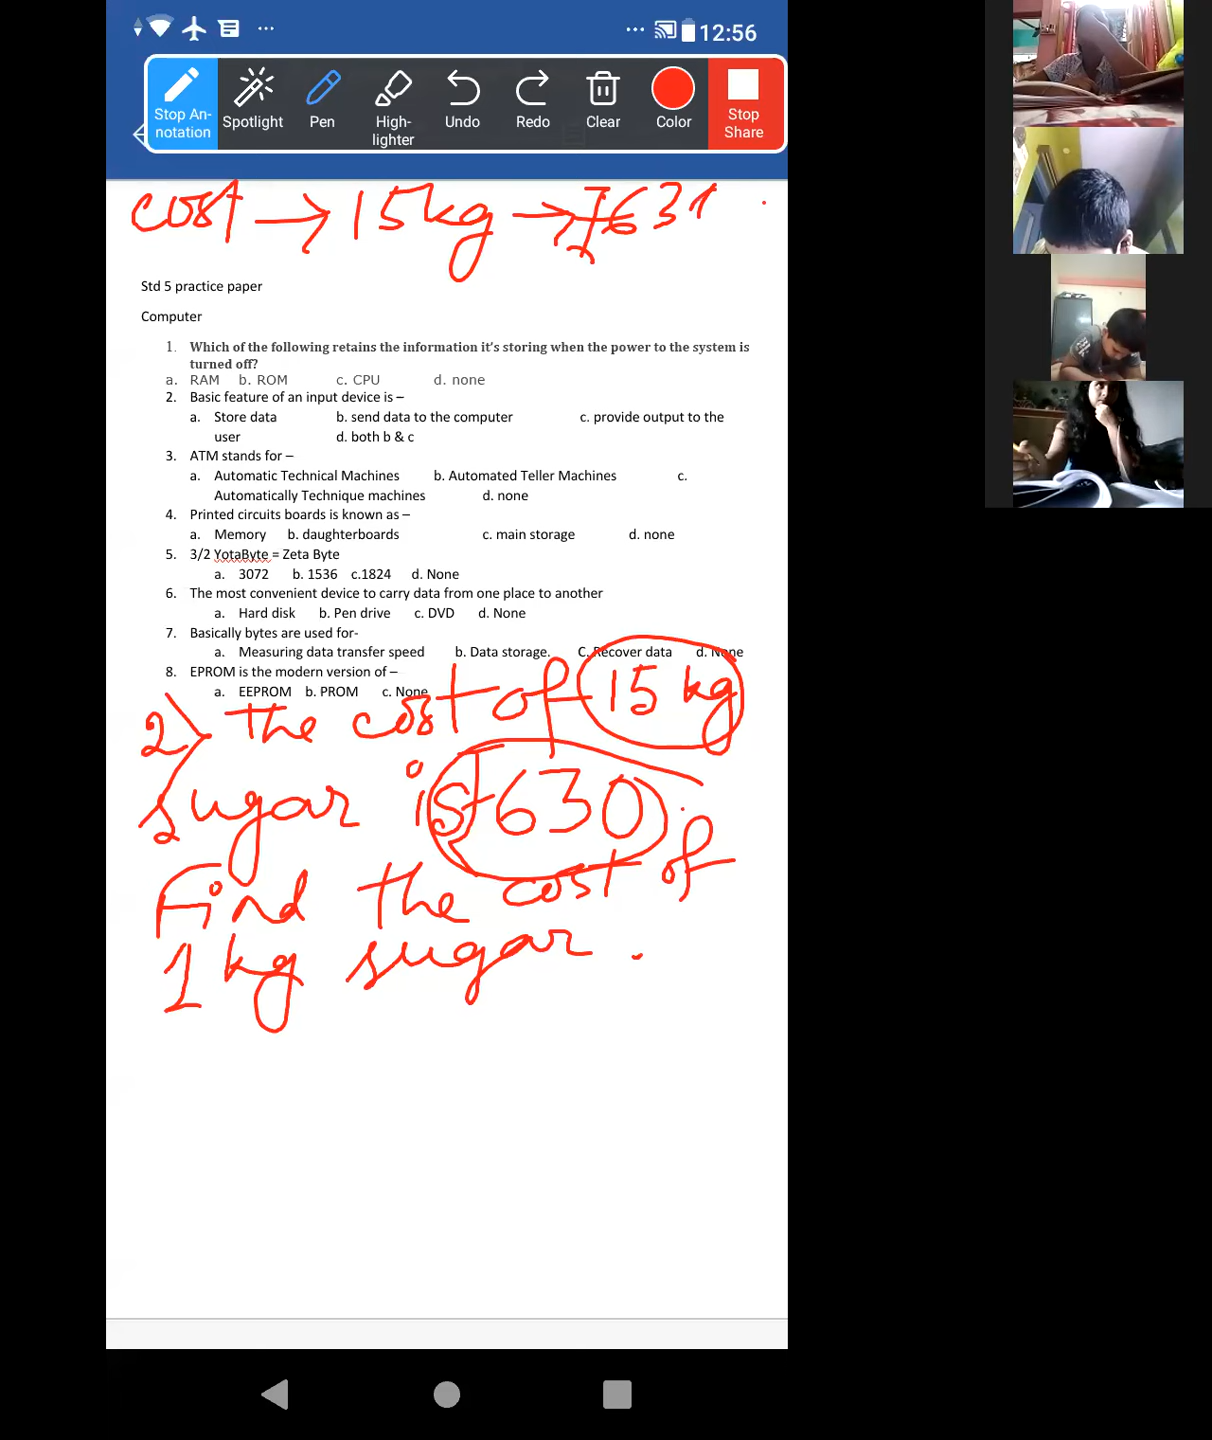 12:56
Stop An-
notation
Spotlight
Pen
High-
lighter
Undo
Redo
Clear
Color
Stop
Share
cost → 15 kg → ₹ 631
Std 5 practice paper
Computer
1. Which of the following retains the information it's storing when the power to the system is
turned off?
a. RAM b. ROM c. CPU d. none
2. Basic feature of an input device is –
a. Store data b. send data to the computer c. provide output to the
user d. both b & c
3. ATM stands for –
a. Automatic Technical Machines b. Automated Teller Machines c.
Automatically Technique machines d. none
4. Printed circuits boards is known as –
a. Memory b. daughterboards c. main storage d. none
5. 3/2 YotaByte = Zeta Byte
a. 3072 b. 1536 c.1824 d. None
6. The most convenient device to carry data from one place to another
a. Hard disk b. Pen drive c. DVD d. None
7. Basically bytes are used for-
a. Measuring data transfer speed b. Data storage. C. Recover data d. None
8. EPROM is the modern version of –
a. EEPROM b. PROM c. None
2) The cost of 15 kg
sugar is ₹ 630.
Find the cost of
1 kg sugar.